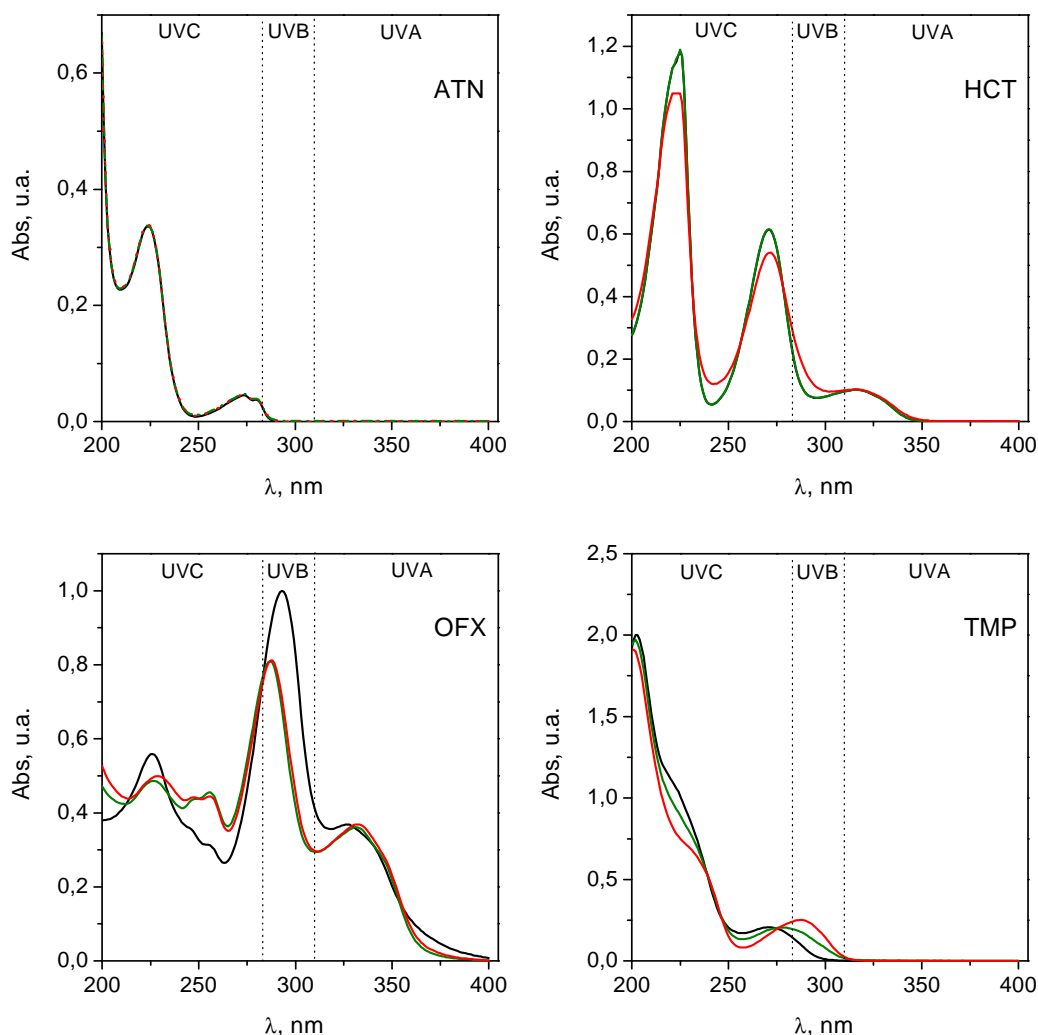 UVC UVB UVA
ATN
0,6
0,4
0,2
0,0
Abs, u.a.
200 250 300 350 400
λ, nm
UVC UVB UVA
HCT
1,2
1,0
0,8
0,6
0,4
0,2
0,0
Abs, u.a.
200 250 300 350 400
λ, nm
UVC UVB UVA
OFX
1,0
0,8
0,6
0,4
0,2
0,0
Abs, u.a.
200 250 300 350 400
λ, nm
UVC UVB UVA
TMP
2,5
2,0
1,5
1,0
0,5
0,0
Abs, u.a.
200 250 300 350 400
λ, nm